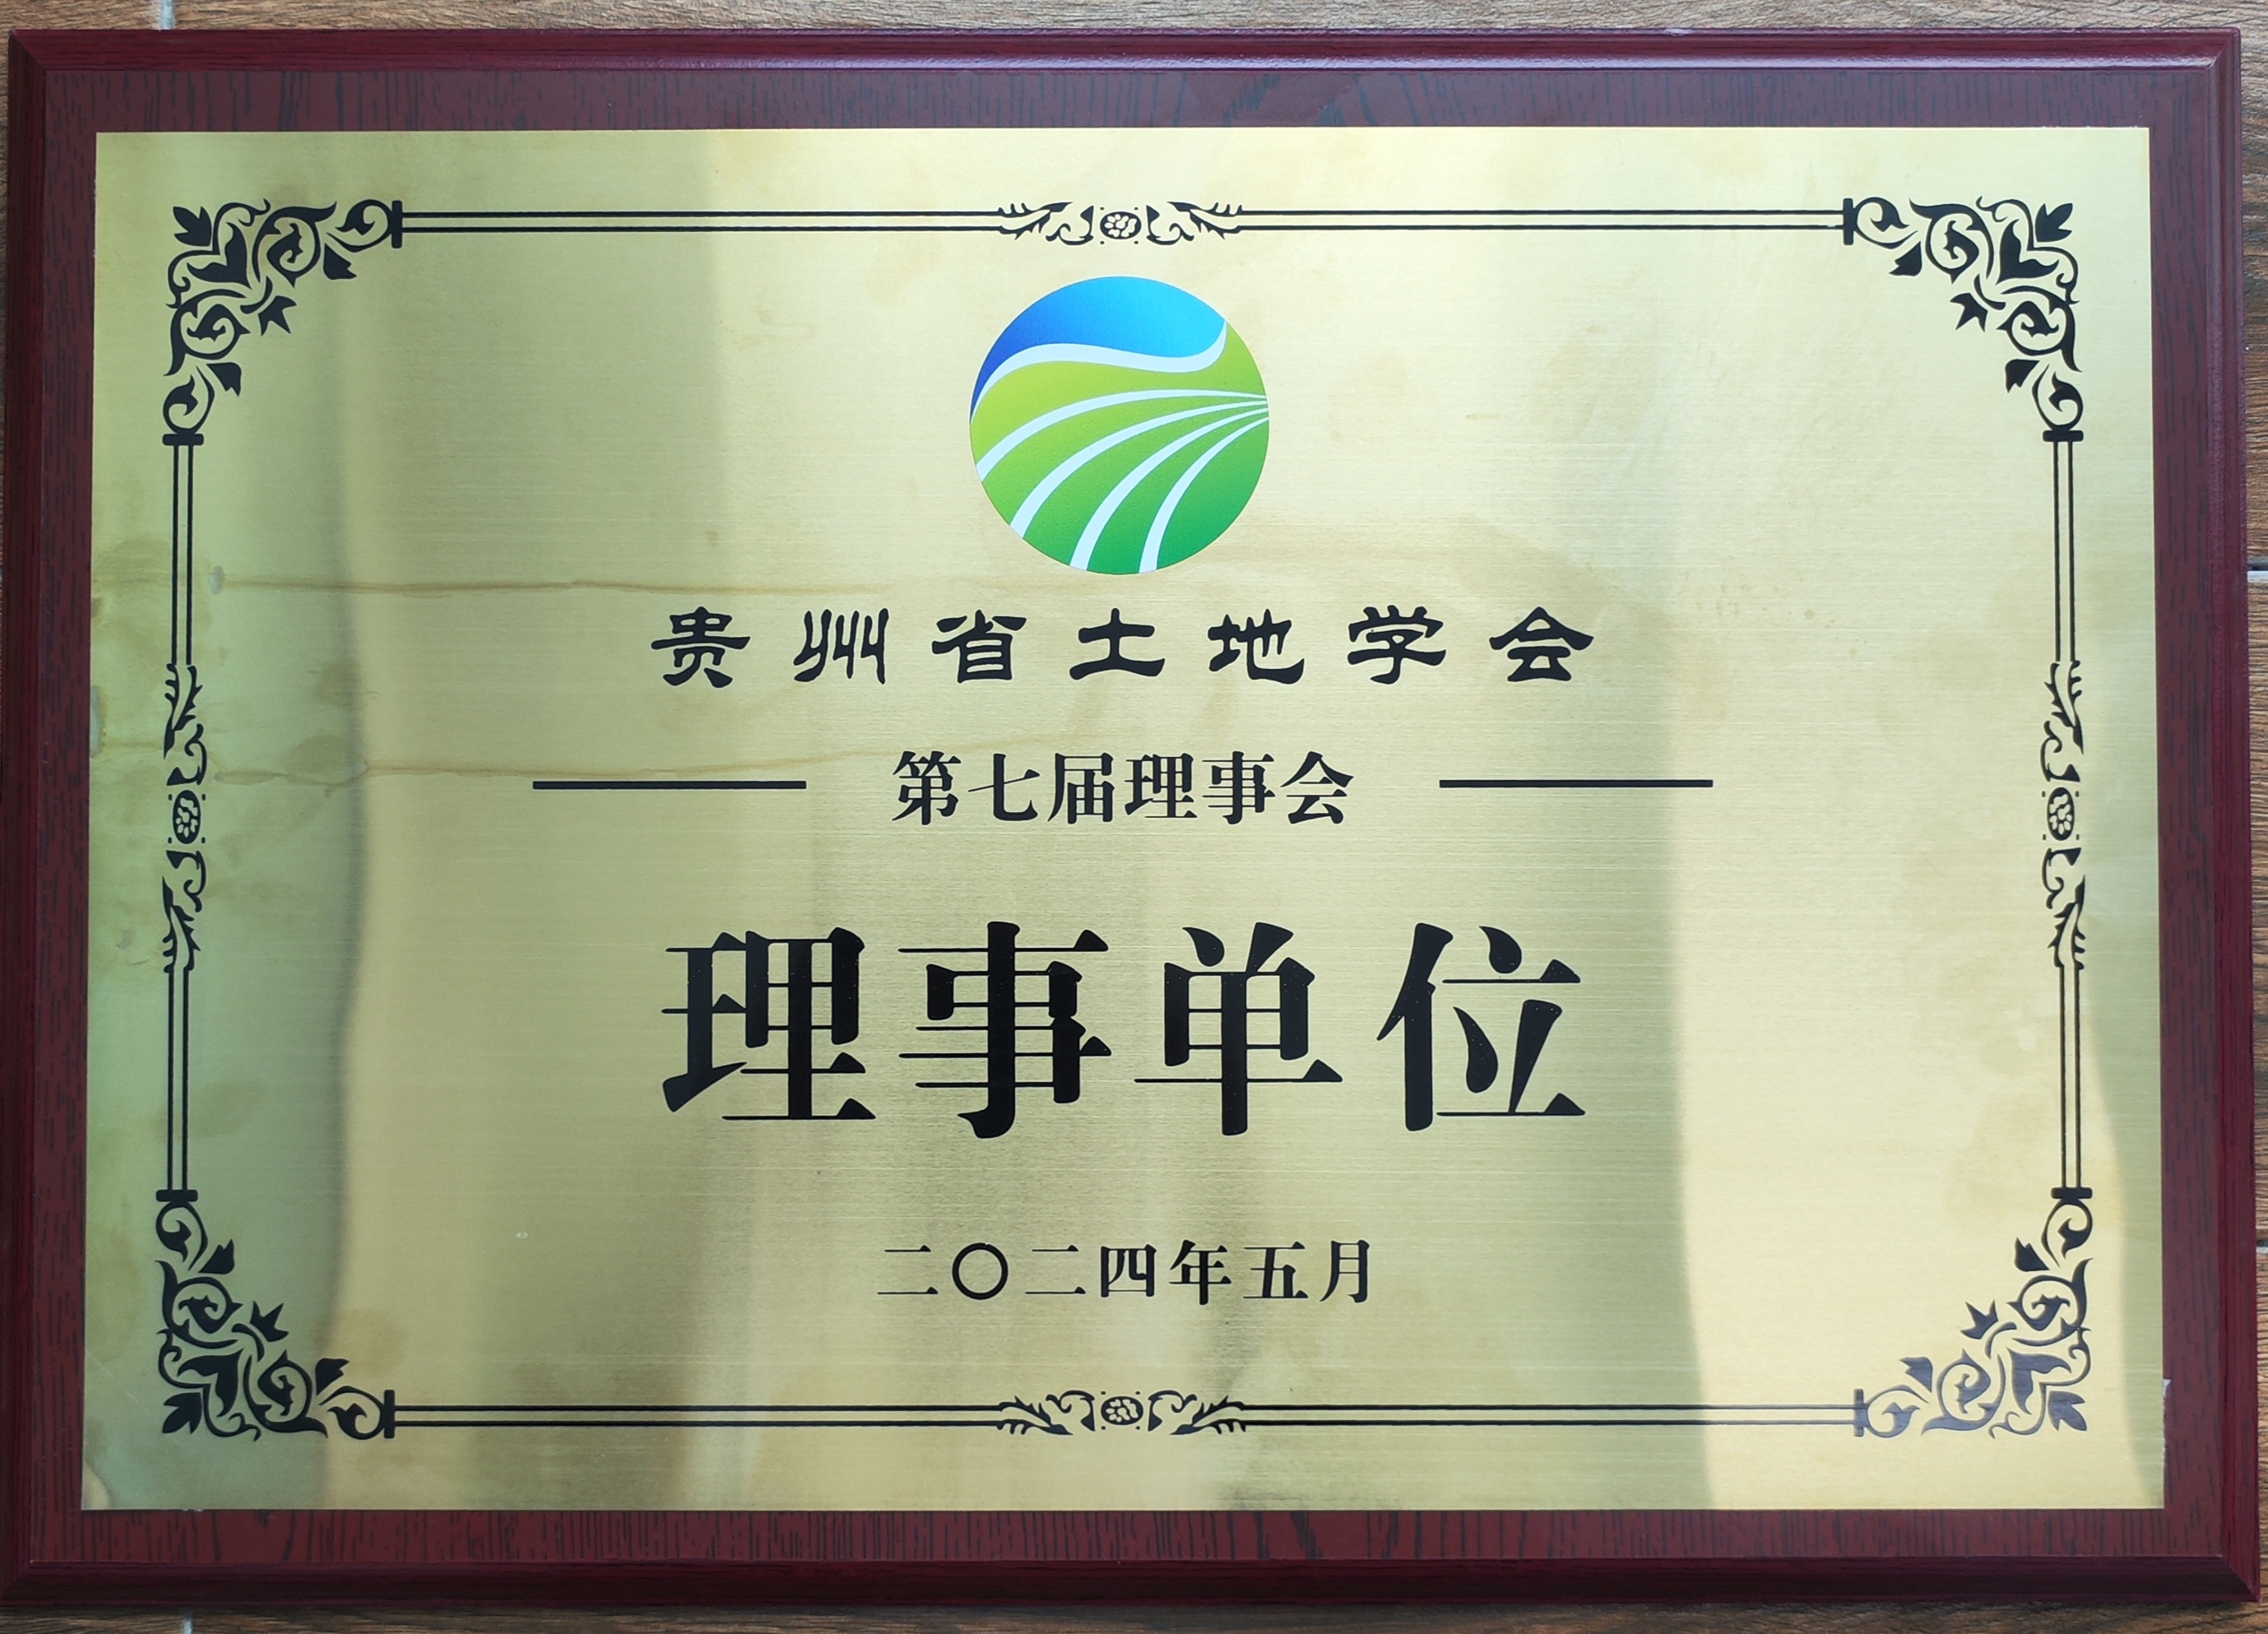 贵州省土地学会
第七届理事会
理事单位
二〇二四年五月